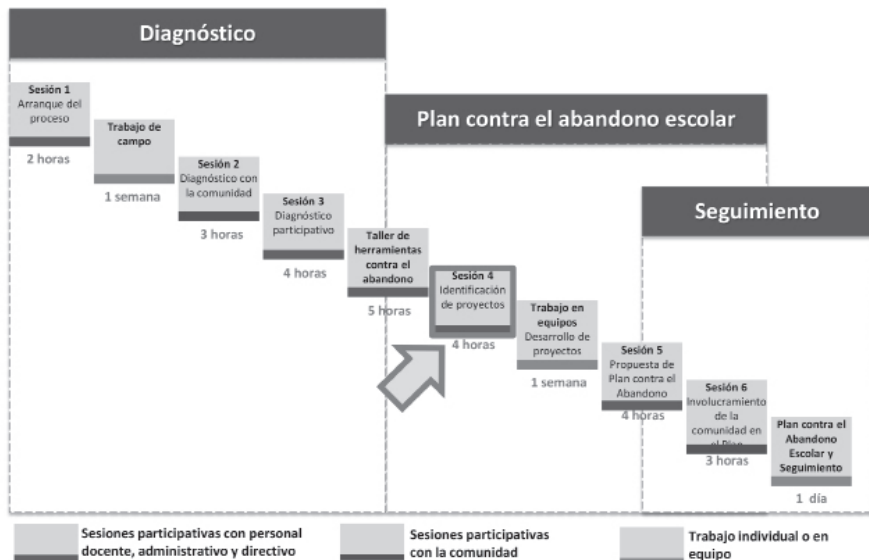 Diagnóstico
Sesión 1
Arranque del
proceso
2 horas
Trabajo de
campo
1 semana
Sesión 2
Diagnóstico con
la comunidad
3 horas
Sesión 3
Diagnóstico
participativo
4 horas
Taller de
herramientas
contra el
abandono
5 horas
Plan contra el abandono escolar
Sesión 4
Identificación
de proyectos
4 horas
Trabajo en
equipos
Desarrollo de
proyectos
1 semana
Seguimiento
Sesión 5
Propuesta de
Plan contra el
Abandono
4 horas
Sesión 6
Involucramiento
de la
comunidad en
el Plan
3 horas
Plan contra el
Abandono
Escolar y
Seguimiento
1 día
Sesiones participativas con personal
docente, administrativo y directivo
Sesiones participativas
con la comunidad
Trabajo individual o en
equipo